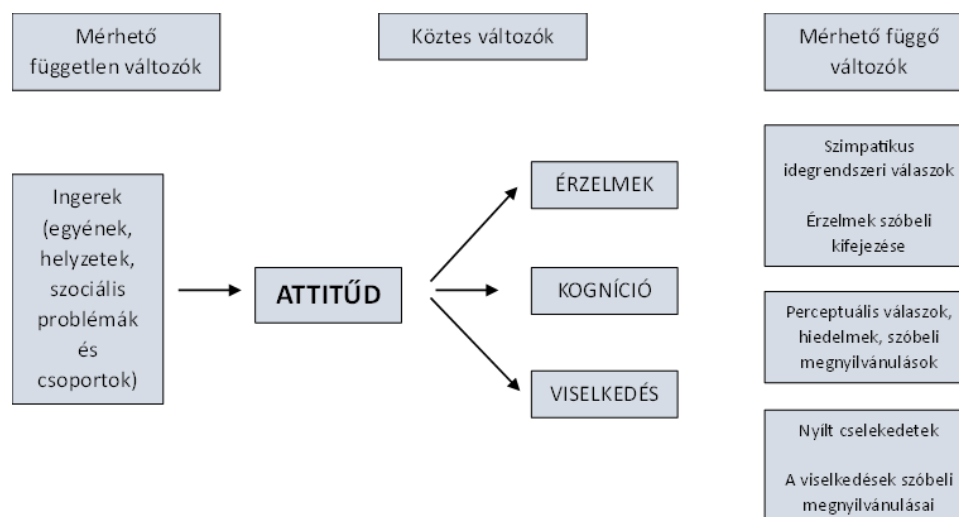 Mérhető
független változók
Köztes változók
Mérhető függő
változók
Ingerek
(egyének,
helyzetek,
szociális
problémák
és
csoportok)
ATTITŰD
ÉRZELMEK
KOGNÍCIÓ
VISELKEDÉS
Szimpatikus
idegrendszeri válaszok
Érzelmek szóbeli
kifejezése
Perceptuális válaszok,
hiedelmek, szóbeli
megnyilvánulások
Nyílt cselekedetek
A viselkedések szóbeli
megnyilvánulásai